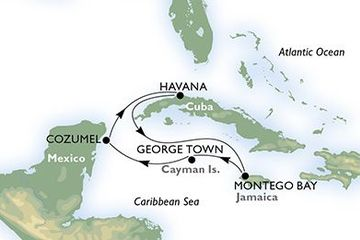 Atlantic Ocean
HAVANA
Cuba
COZUMEL
Mexico
GEORGE TOWN
Cayman Is.
MONTEGO BAY
Jamaica
Caribbean Sea